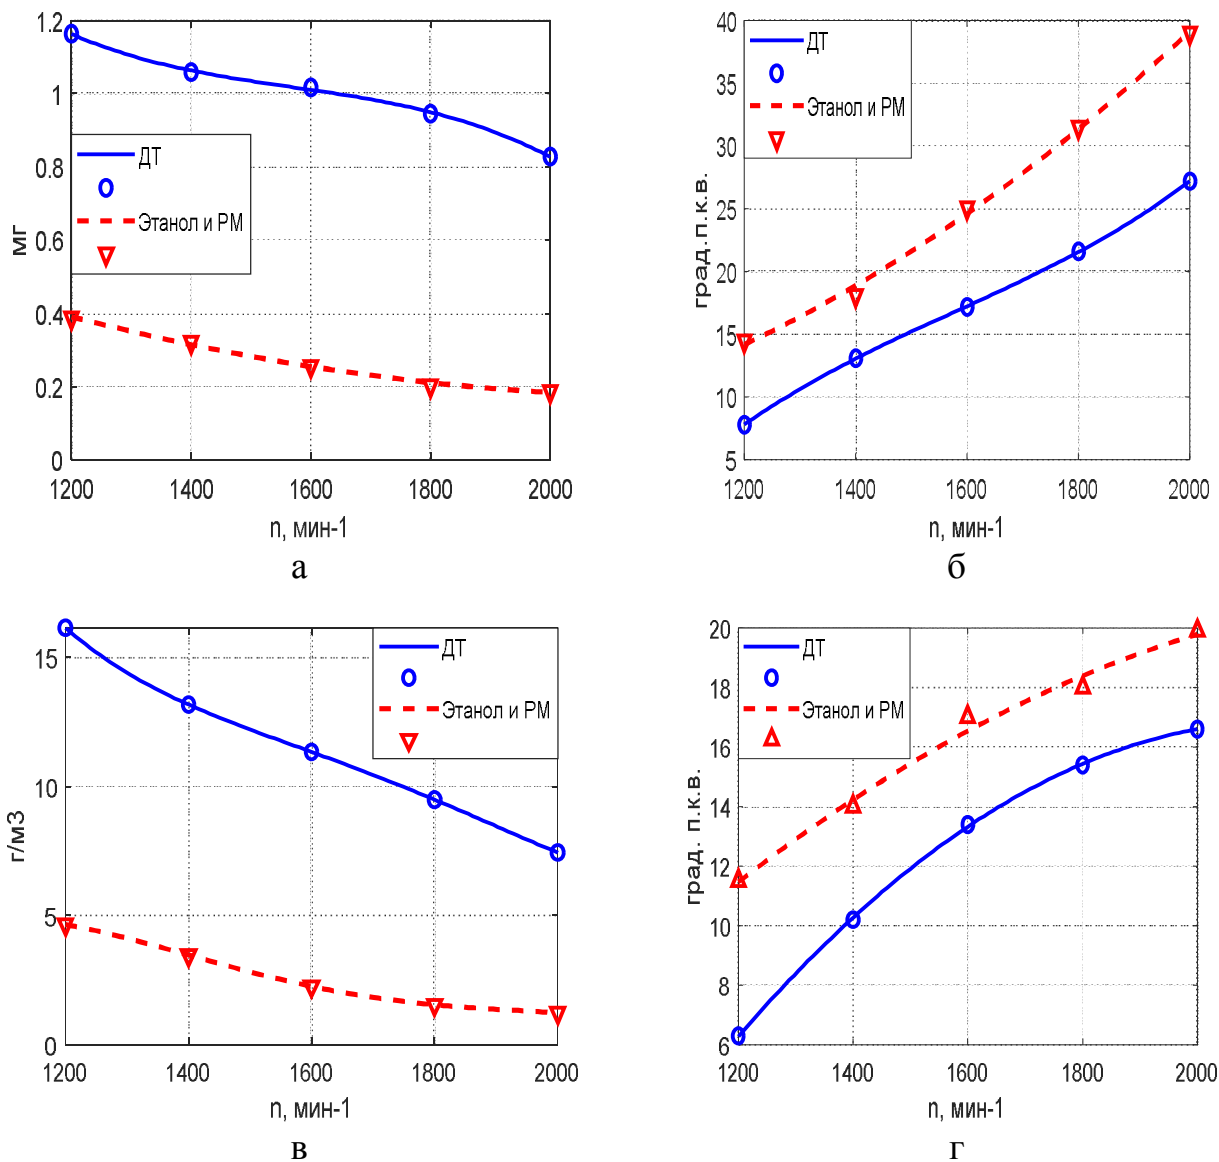 1.2
1
0.8
0.6
0.4
0.2
0
мг
ДТ
Этанол и РМ
1200 1400 1600 1800 2000
n, мин-1
а
40
35
30
25
20
15
10
5
град.п.к.в.
ДТ
Этанол и РМ
1200 1400 1600 1800 2000
n, мин-1
б
15
10
5
0
г/м3
ДТ
Этанол и РМ
1200 1400 1600 1800 2000
n, мин-1
в
20
18
16
14
12
10
8
6
град. п.к.в.
ДТ
Этанол и РМ
1200 1400 1600 1800 2000
n, мин-1
г